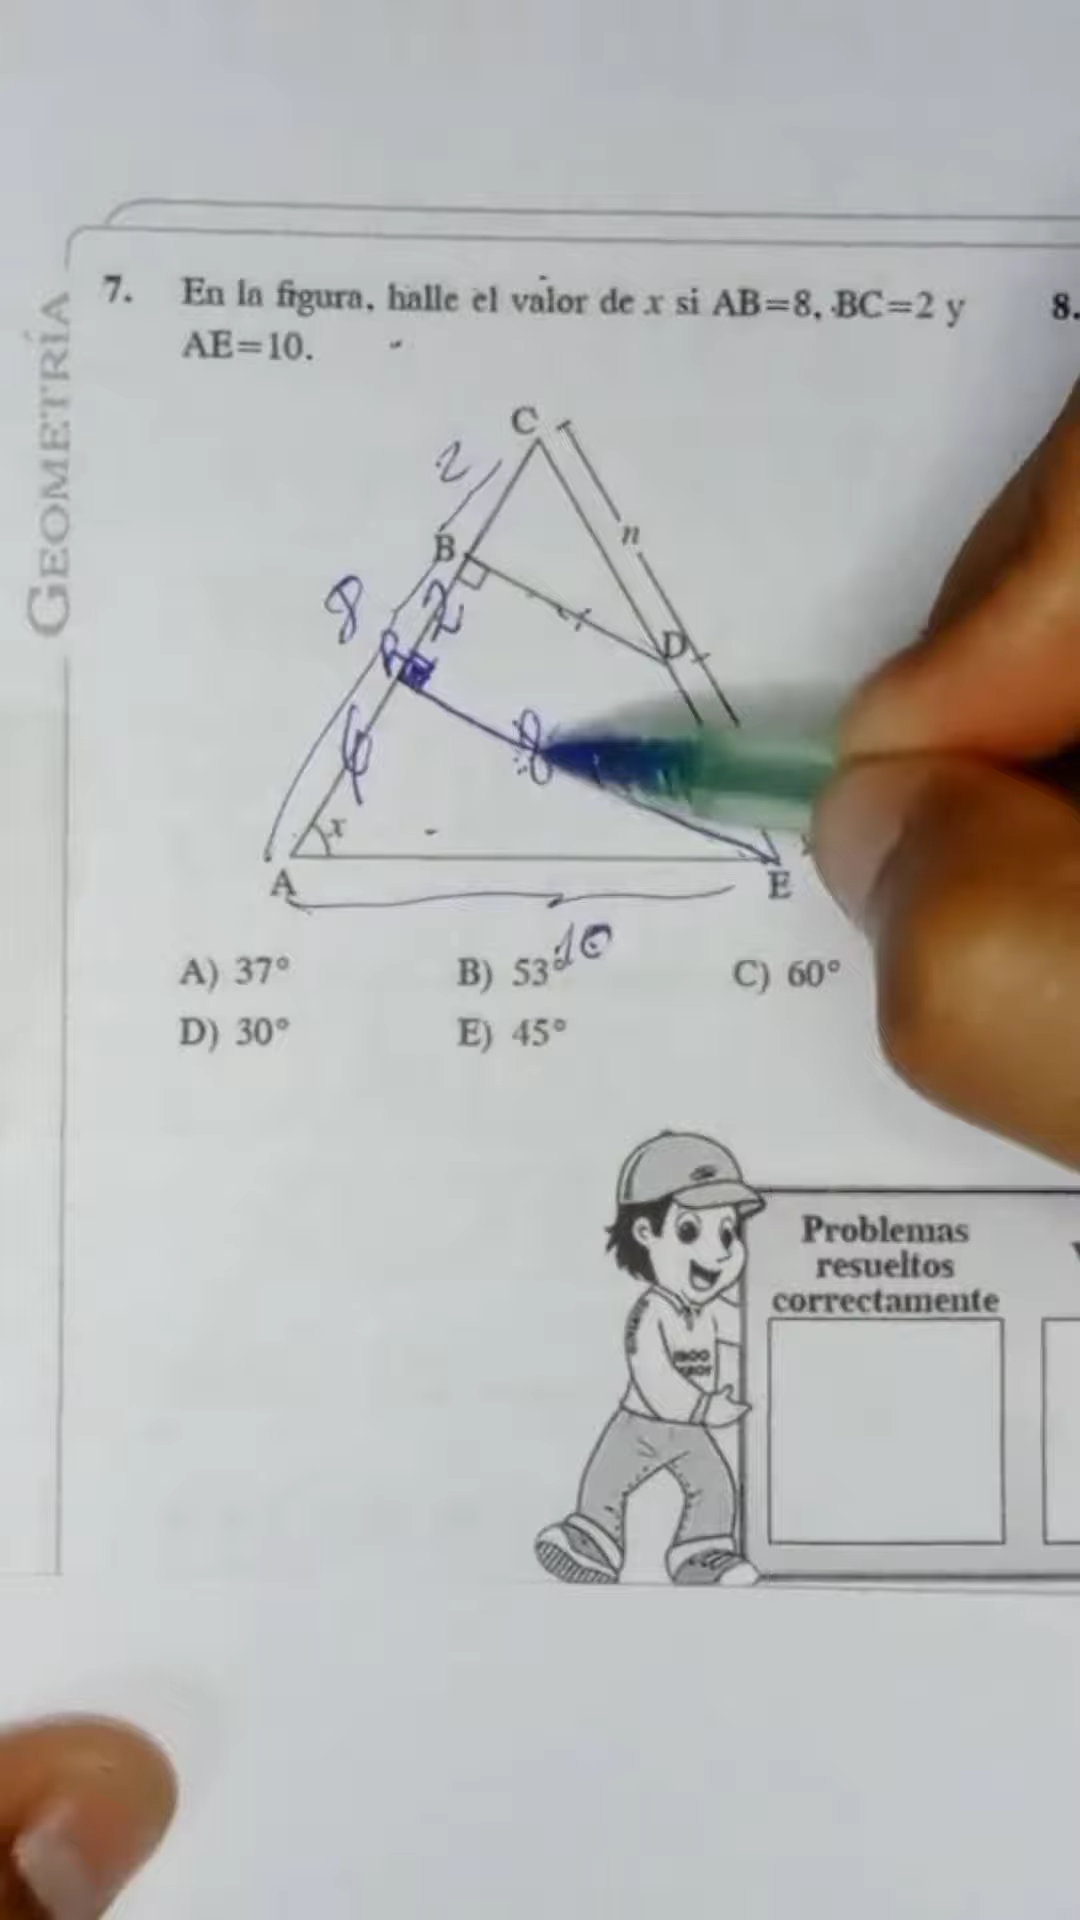 GEOMETRÍA
7. En la figura, halle el valor de x si AB=8, BC=2 y
AE=10.
8.
C
2
n
B
8
2
D
6
8
x
A
E
10
A) 37° B) 53 C) 60°
D) 30° E) 45°
Problemas
resueltos
correctamente